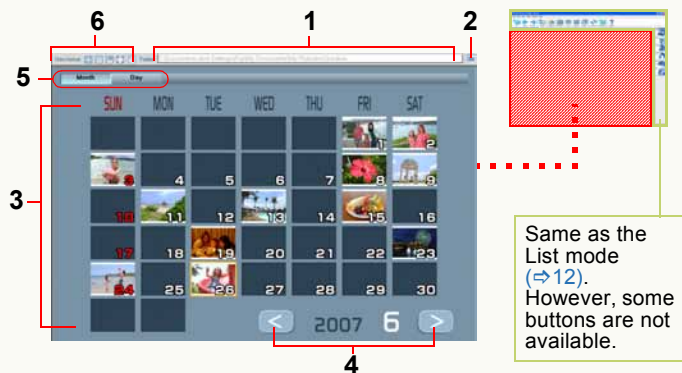 6 1 2
5 Month Day
SUN MON TUE WED THU FRI SAT
1 2
3 4 5 6 7 8 9
3
10 11 12 13 14 15 16
17 18 19 20 21 22 23
24 25 26 27 28 29 30
< 2007 6 >
4
Same as the
List mode
(⇨12).
However, some
buttons are not
available.